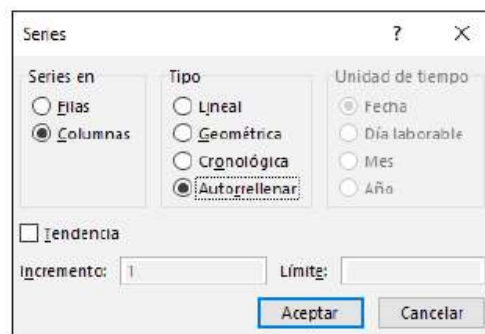 Series ? X
Series en
Filas
Columnas
Tipo
Lineal
Geométrica
Cronológica
Autorrellenar
Unidad de tiempo
Fecha
Día laborable
Mes
Año
Tendencia
Incremento: 1 Límite:
Aceptar Cancelar